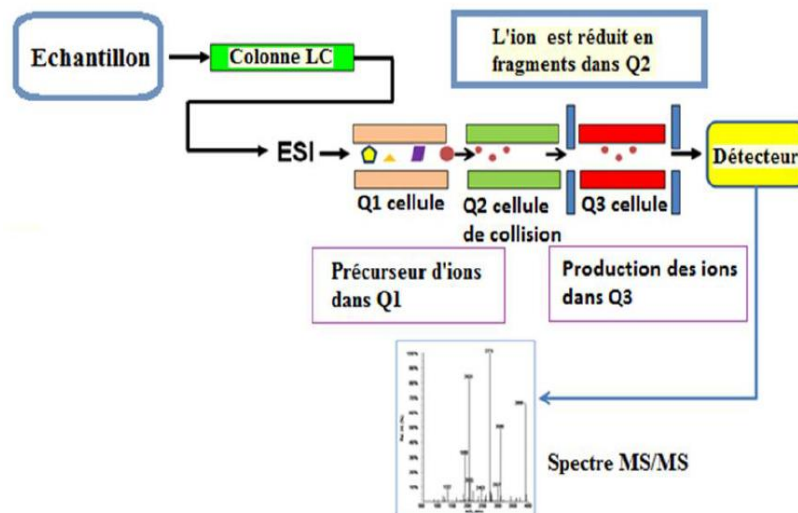 Echantillon
Colonne LC
L'ion est réduit en
fragments dans Q2
ESI
Détecteur
Q1 cellule
Q2 cellule
de collision
Q3 cellule
Précurseur d'ions
dans Q1
Production des ions
dans Q3
Spectre MS/MS